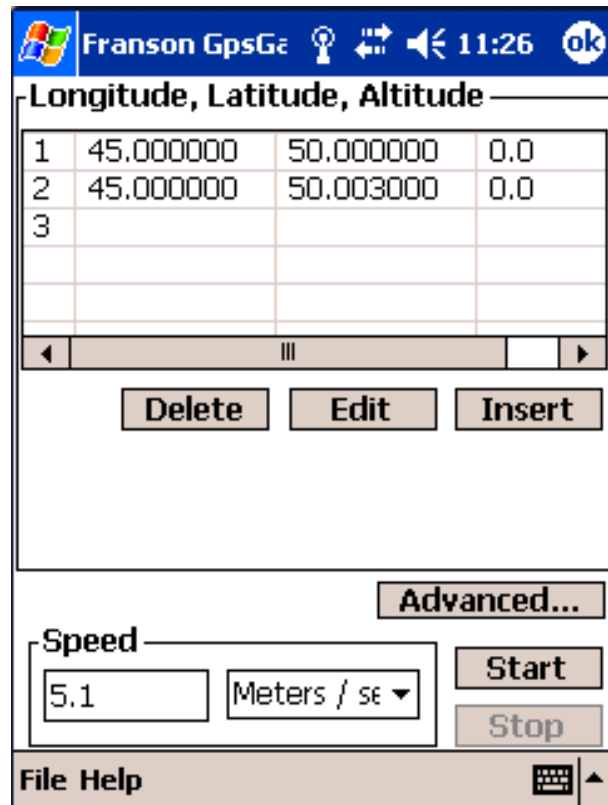 Franson GpsGa 11:26 ok
Longitude, Latitude, Altitude
1 45.000000 50.000000 0.0
2 45.000000 50.003000 0.0
3
Delete Edit Insert
Advanced...
Speed
5.1 Meters / se
Start
Stop
File Help